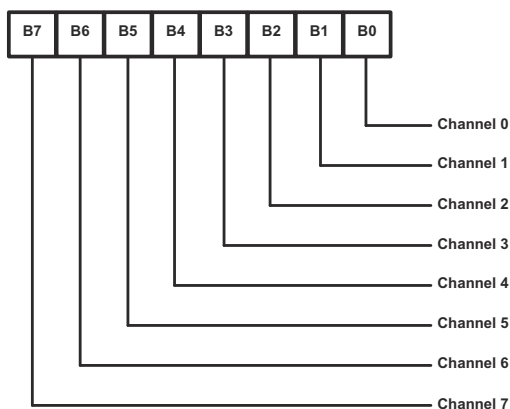 B7 B6 B5 B4 B3 B2 B1 B0
Channel 0
Channel 1
Channel 2
Channel 3
Channel 4
Channel 5
Channel 6
Channel 7